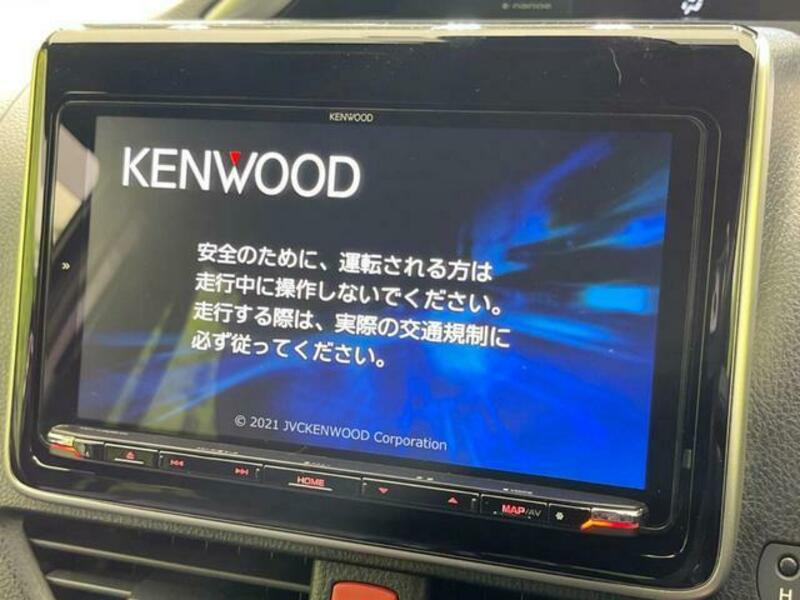 nanoe
KENWOOD
KENWOOD
安全のために、運転される方は
走行中に操作しないでください。
走行する際は、実際の交通規制に
必ず従ってください。
© 2021 JVCKENWOOD Corporation
HOME
MAP/AV
H